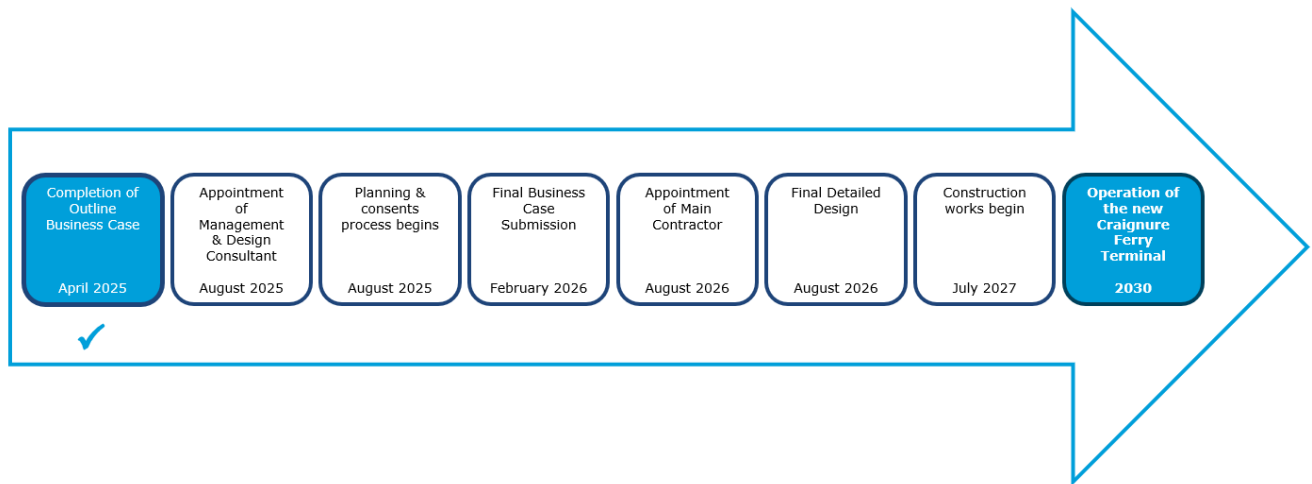 Completion of
Outline
Business Case
April 2025
Appointment
of
Management
& Design
Consultant
August 2025
Planning &
consents
process begins
August 2025
Final Business
Case
Submission
February 2026
Appointment
of Main
Contractor
August 2026
Final Detailed
Design
August 2026
Construction
works begin
July 2027
Operation of
the new
Craignure
Ferry
Terminal
2030